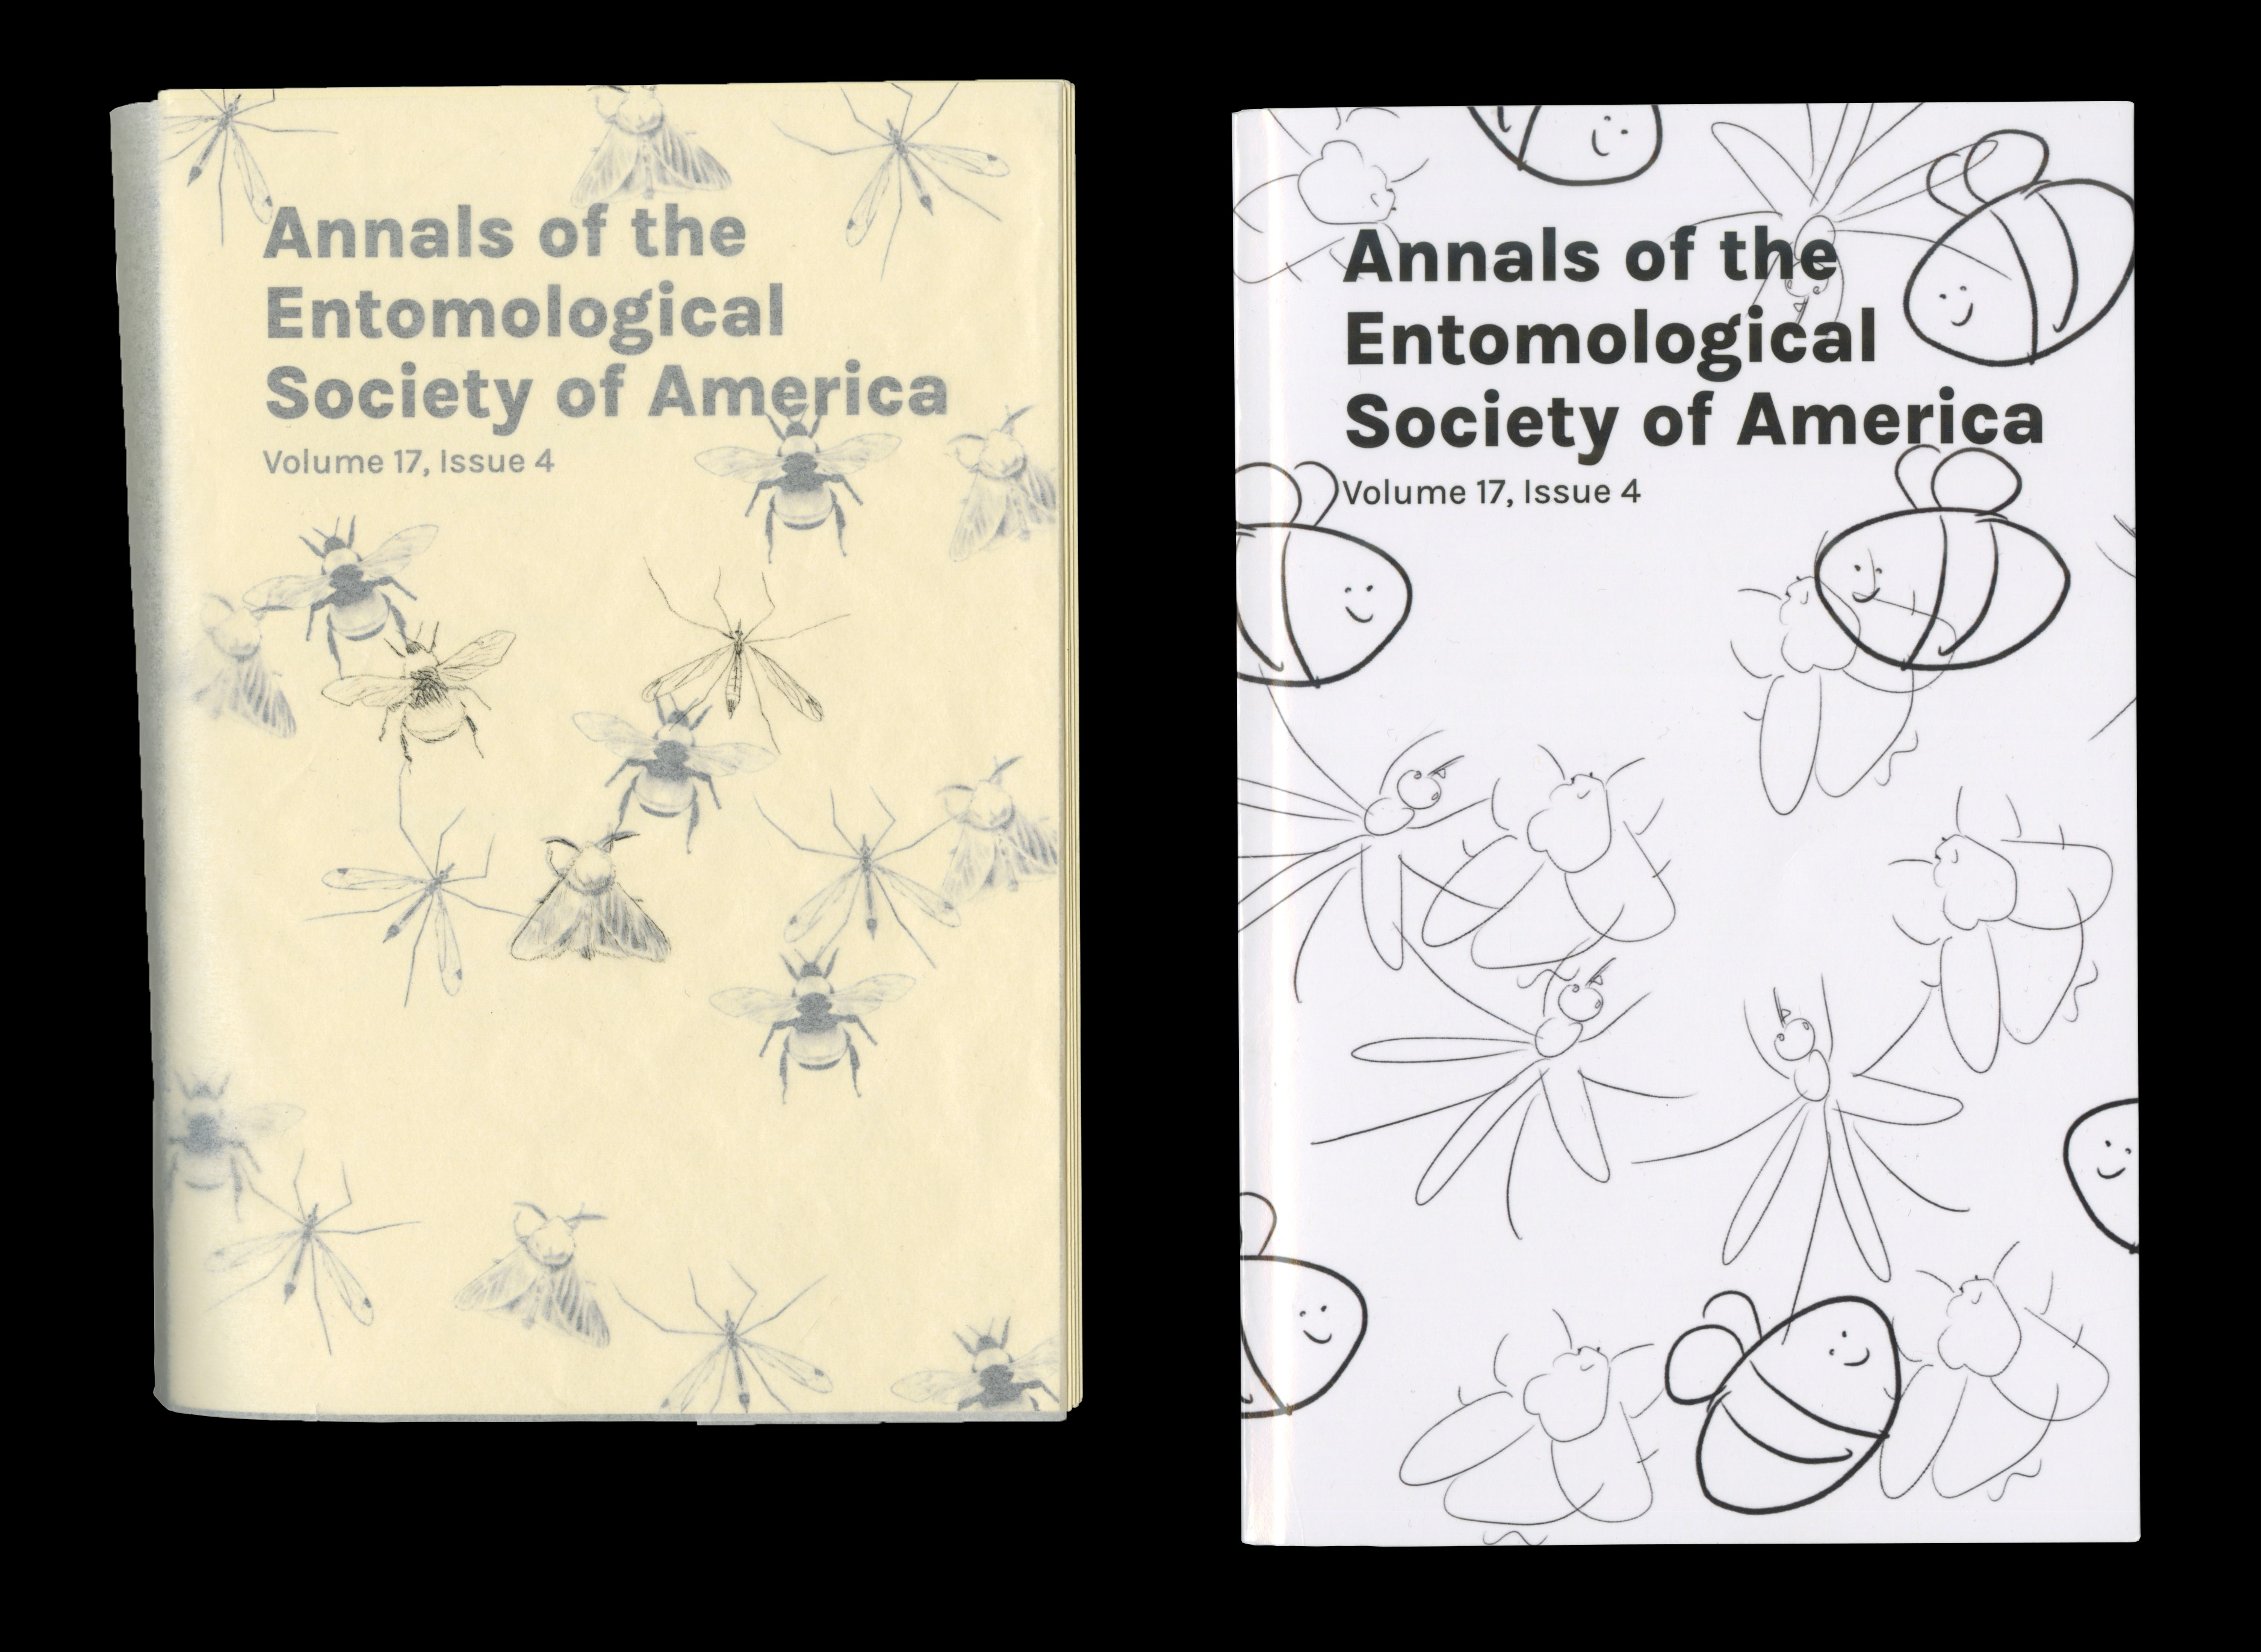 Annals of the
Entomological
Society of America
Volume 17, Issue 4
Annals of the
Entomological
Society of America
Volume 17, Issue 4